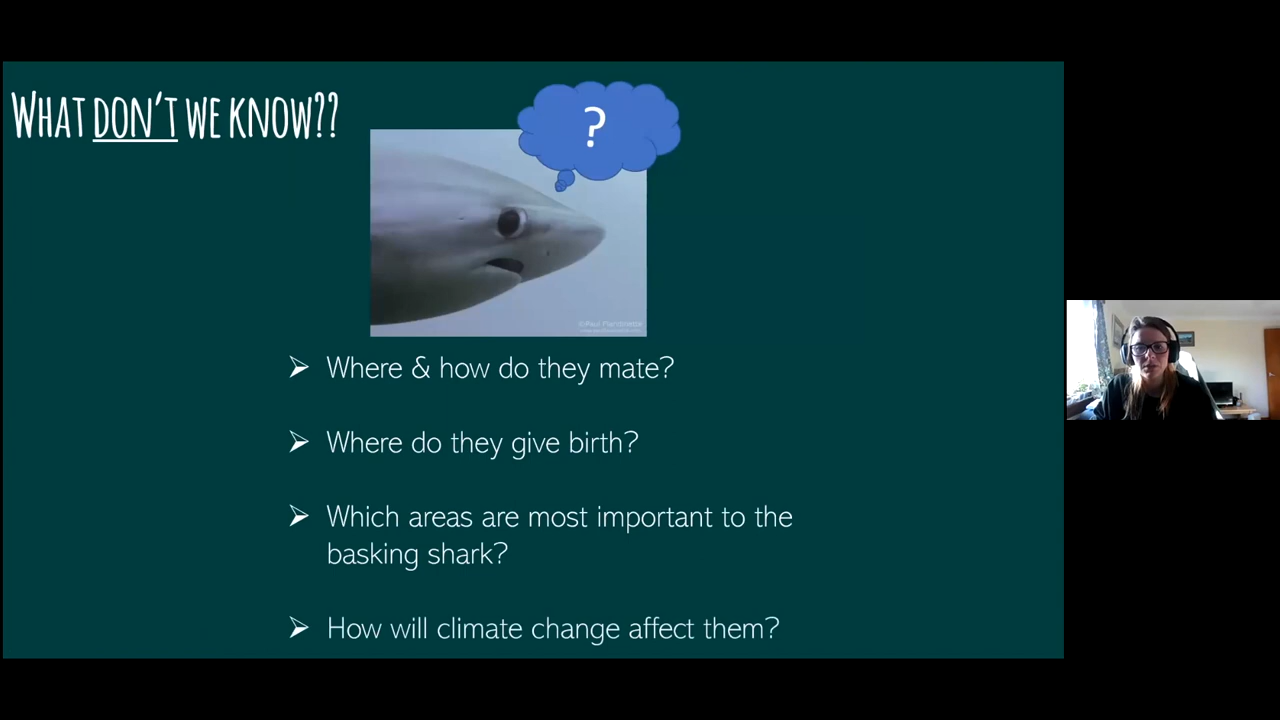 WHAT DON'T WE KNOW??
?
➢ Where & how do they mate?
➢ Where do they give birth?
➢ Which areas are most important to the
basking shark?
➢ How will climate change affect them?